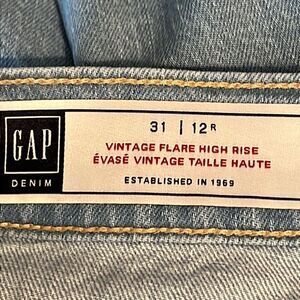 GAP
DENIM
31 | 12R
VINTAGE FLARE HIGH RISE
ÉVASÉ VINTAGE TAILLE HAUTE
ESTABLISHED IN 1969